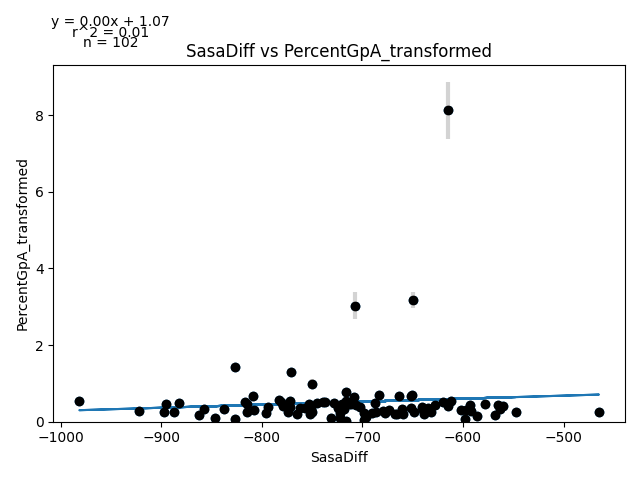 y = 0.00x + 1.07
r^2 = 0.01
n = 102
SasaDiff vs PercentGpA_transformed
PercentGpA_transformed
8
6
4
2
0
−1000 −900 −800 −700 −600 −500
SasaDiff